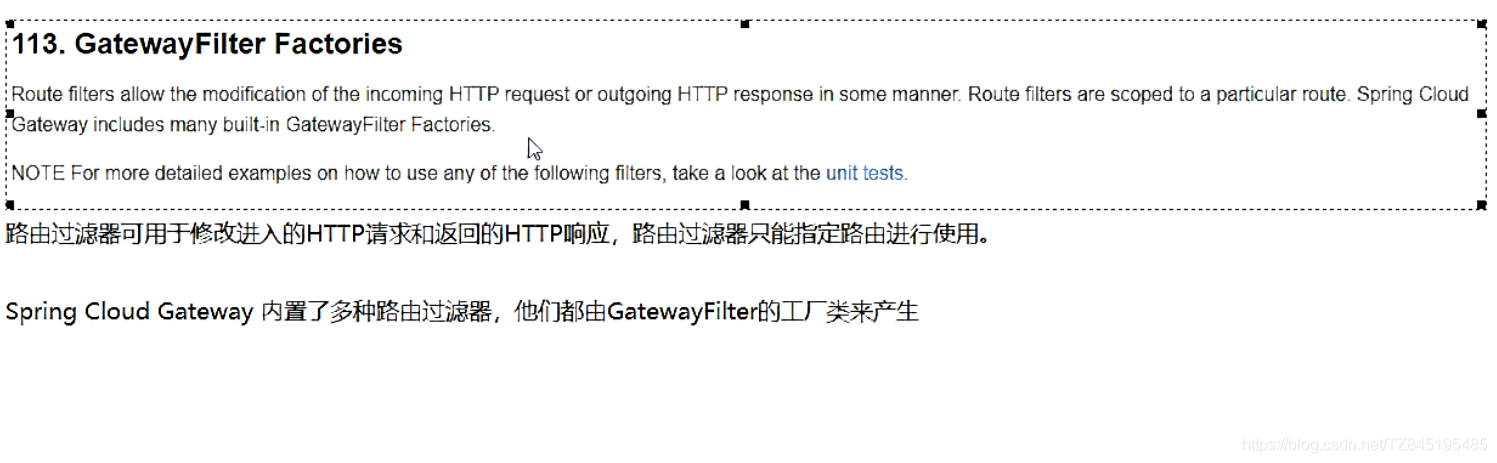 113. GatewayFilter Factories
Route filters allow the modification of the incoming HTTP request or outgoing HTTP response in some manner. Route filters are scoped to a particular route. Spring Cloud
Gateway includes many built-in GatewayFilter Factories.
NOTE For more detailed examples on how to use any of the following filters, take a look at the unit tests.
路由过滤器可用于修改进入的HTTP请求和返回的HTTP响应，路由过滤器只能指定路由进行使用。
Spring Cloud Gateway 内置了多种路由过滤器，他们都由GatewayFilter的工厂类来产生
https://blog.csdn.net/TZ845195485